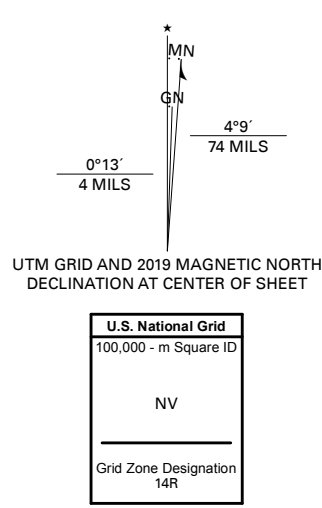 ★
MN
GN
4°9´
74 MILS
0°13´
4 MILS
UTM GRID AND 2019 MAGNETIC NORTH
DECLINATION AT CENTER OF SHEET
U.S. National Grid
100,000 - m Square ID
NV
Grid Zone Designation
14R